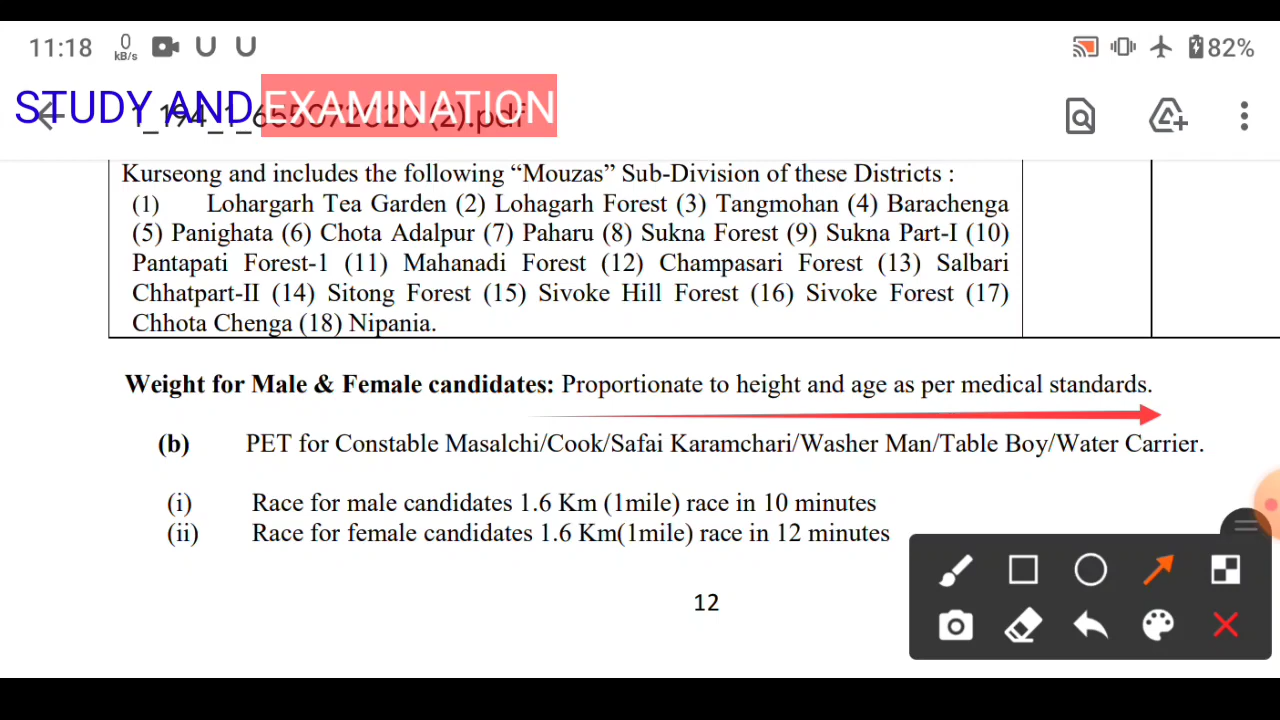 11:18 0 kB/s 82%
STUDY AND EXAMINATION
1_194_1_655072020 (2).pdf
Kurseong and includes the following “Mouzas” Sub-Division of these Districts :
(1) Lohargarh Tea Garden (2) Lohagarh Forest (3) Tangmohan (4) Barachenga
(5) Panighata (6) Chota Adalpur (7) Paharu (8) Sukna Forest (9) Sukna Part-I (10)
Pantapati Forest-1 (11) Mahanadi Forest (12) Champasari Forest (13) Salbari
Chhatpart-II (14) Sitong Forest (15) Sivoke Hill Forest (16) Sivoke Forest (17)
Chhota Chenga (18) Nipania.
Weight for Male & Female candidates: Proportionate to height and age as per medical standards.
(b) PET for Constable Masalchi/Cook/Safai Karamchari/Washer Man/Table Boy/Water Carrier.
(i) Race for male candidates 1.6 Km (1mile) race in 10 minutes
(ii) Race for female candidates 1.6 Km(1mile) race in 12 minutes
12